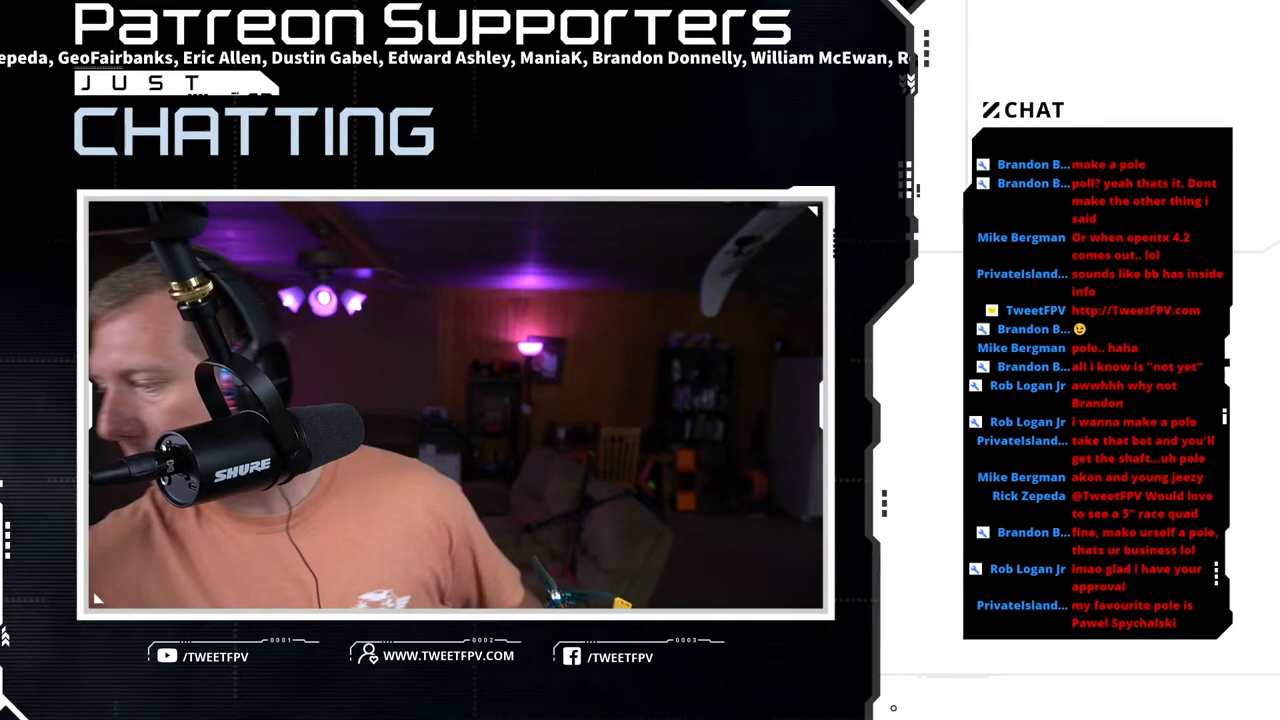 Patreon Supporters
epeda, GeoFairbanks, Eric Allen, Dustin Gabel, Edward Ashley, ManiaK, Brandon Donnelly, William McEwan, R
JUST
CHATTING
SHURE
0001
/TWEETFPV
0002
WWW.TWEETFPV.COM
0003
/TWEETFPV
CHAT
Brandon B... make a pole
Brandon B... poll? yeah thats it. Dont
make the other thing i
said
Mike Bergman Or when opentx 4.2
comes out.. lol
PrivateIsland... sounds like bb has inside
info
TweetFPV http://TweetFPV.com
Brandon B... 😉
Mike Bergman pole.. haha
Brandon B... all i know is "not yet"
Rob Logan Jr awwhhh why not
Brandon
Rob Logan Jr i wanna make a pole
PrivateIsland... take that bet and you'll
get the shaft...uh pole
Mike Bergman akon and young jeezy
Rick Zepeda @TweetFPV Would love
to see a 5" race quad
Brandon B... fine, make urself a pole,
thats ur business lol
Rob Logan Jr lmao glad i have your
approval
PrivateIsland... my favourite pole is
Pawel Spychalski